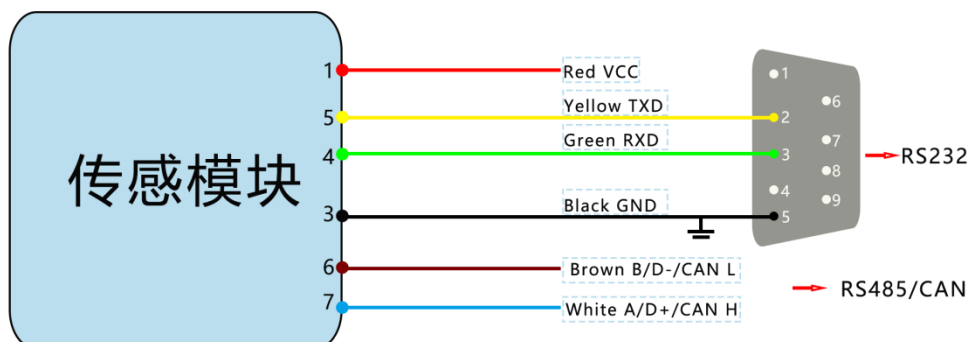 传感模块
1
Red VCC
5
Yellow TXD
2
4
Green RXD
3
3
Black GND
5
6
Brown B/D-/CAN L
7
White A/D+/CAN H
1
6
7
8
4
9
RS232
RS485/CAN